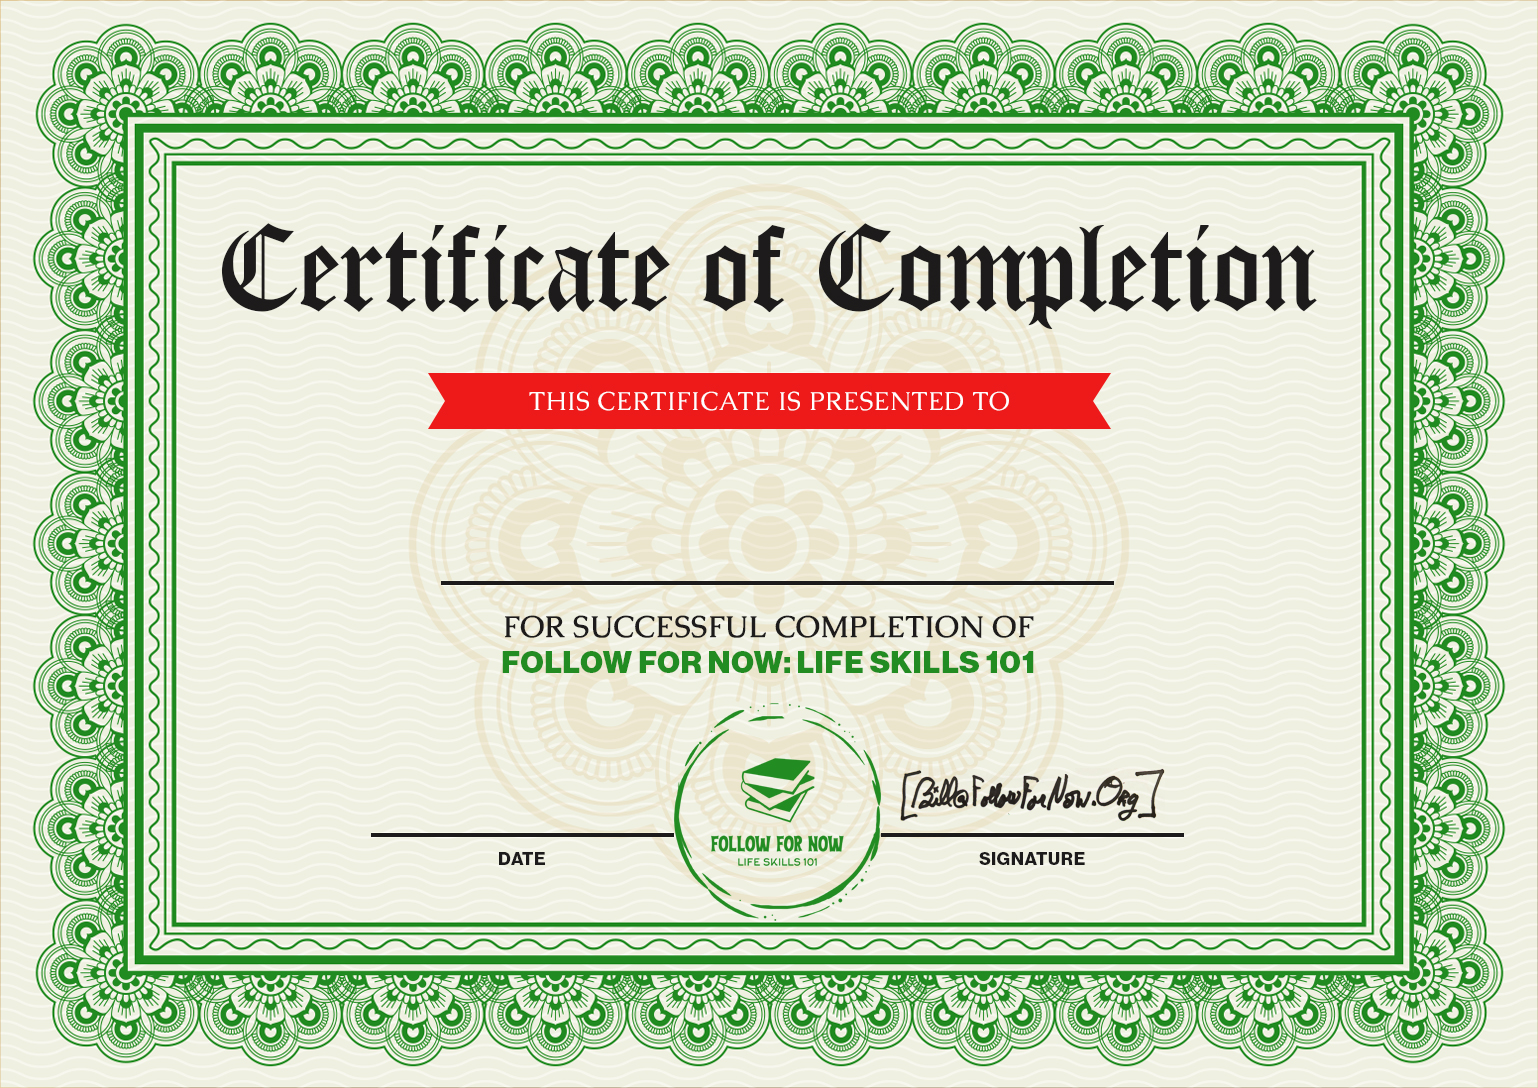 Certificate of Completion
THIS CERTIFICATE IS PRESENTED TO
FOR SUCCESSFUL COMPLETION OF
FOLLOW FOR NOW: LIFE SKILLS 101
[Bill@FollowForNow.Org]
FOLLOW FOR NOW
LIFE SKILLS 101
DATE
SIGNATURE